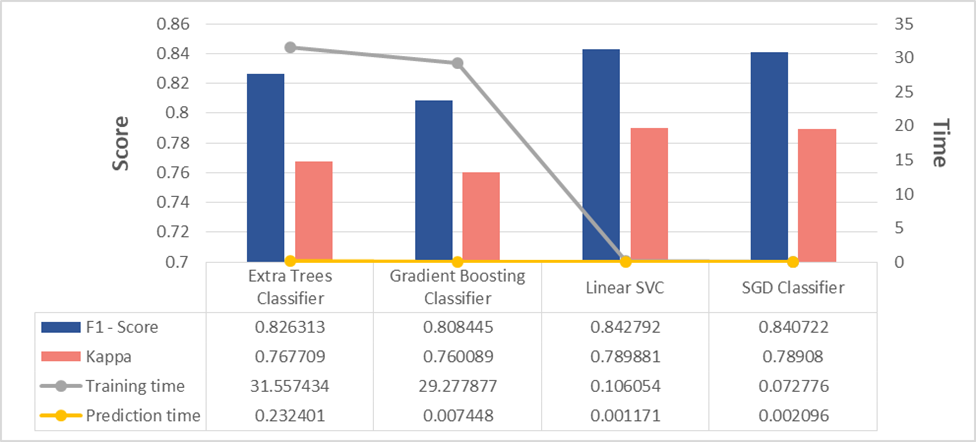 0.86
0.84
0.82
0.8
0.78
0.76
0.74
0.72
0.7
Score
35
30
25
20
15
10
5
0
Time
Extra Trees Classifier Gradient Boosting Classifier Linear SVC SGD Classifier
F1 - Score 0.826313 0.808445 0.842792 0.840722
Kappa 0.767709 0.760089 0.789881 0.78908
Training time 31.557434 29.277877 0.106054 0.072776
Prediction time 0.232401 0.007448 0.001171 0.002096